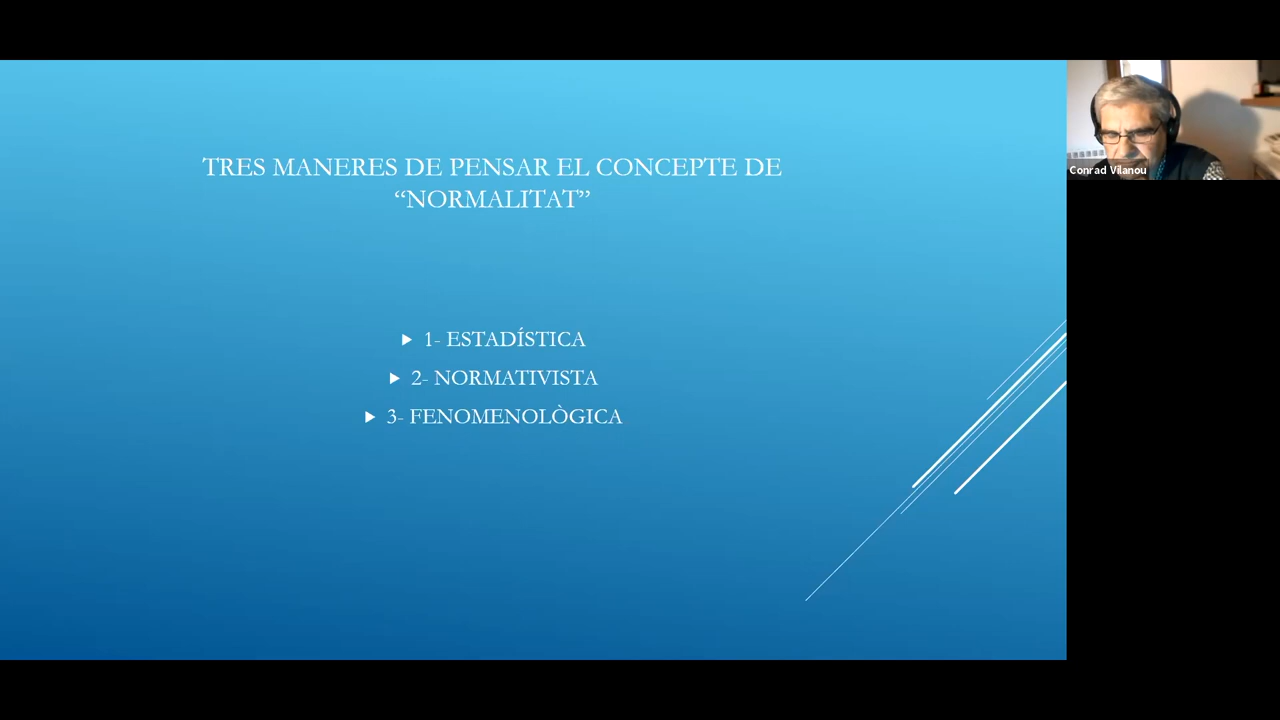 TRES MANERES DE PENSAR EL CONCEPTE DE
“NORMALITAT”
1- ESTADÍSTICA
2- NORMATIVISTA
3- FENOMENOLÒGICA
Conrad Vilanou